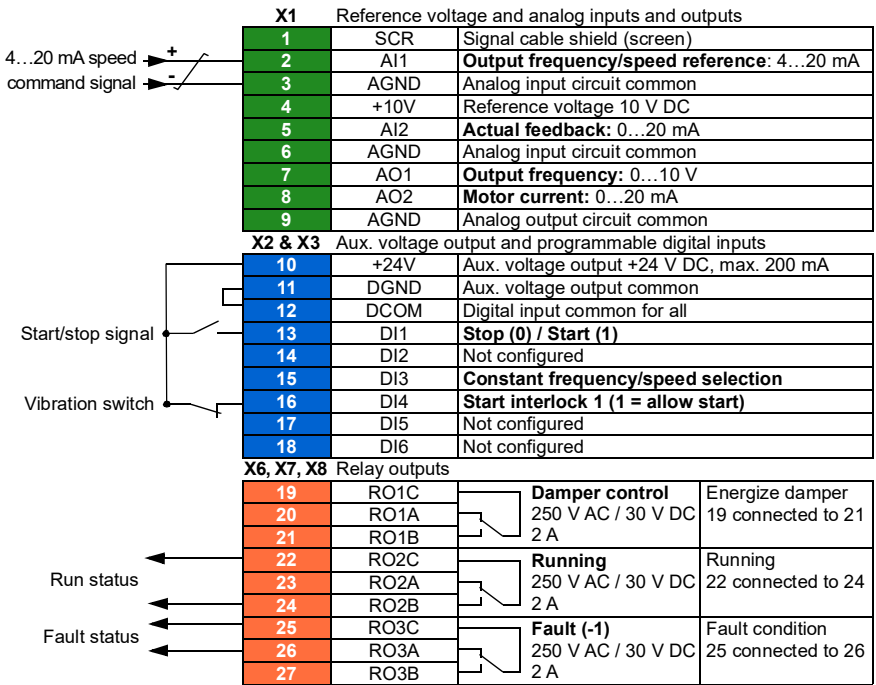 X1 Reference voltage and analog inputs and outputs
1 SCR Signal cable shield (screen)
4…20 mA speed + 2 AI1 Output frequency/speed reference: 4…20 mA
command signal - 3 AGND Analog input circuit common
4 +10V Reference voltage 10 V DC
5 AI2 Actual feedback: 0…20 mA
6 AGND Analog input circuit common
7 AO1 Output frequency: 0…10 V
8 AO2 Motor current: 0…20 mA
9 AGND Analog output circuit common
X2 & X3 Aux. voltage output and programmable digital inputs
10 +24V Aux. voltage output +24 V DC, max. 200 mA
11 DGND Aux. voltage output common
12 DCOM Digital input common for all
Start/stop signal 13 DI1 Stop (0) / Start (1)
14 DI2 Not configured
15 DI3 Constant frequency/speed selection
Vibration switch 16 DI4 Start interlock 1 (1 = allow start)
17 DI5 Not configured
18 DI6 Not configured
X6, X7, X8 Relay outputs
19 RO1C Damper control Energize damper
20 RO1A 250 V AC / 30 V DC 19 connected to 21
21 RO1B 2 A
22 RO2C Running Running
Run status 23 RO2A 250 V AC / 30 V DC 22 connected to 24
24 RO2B 2 A
25 RO3C Fault (-1) Fault condition
Fault status 26 RO3A 250 V AC / 30 V DC 25 connected to 26
27 RO3B 2 A